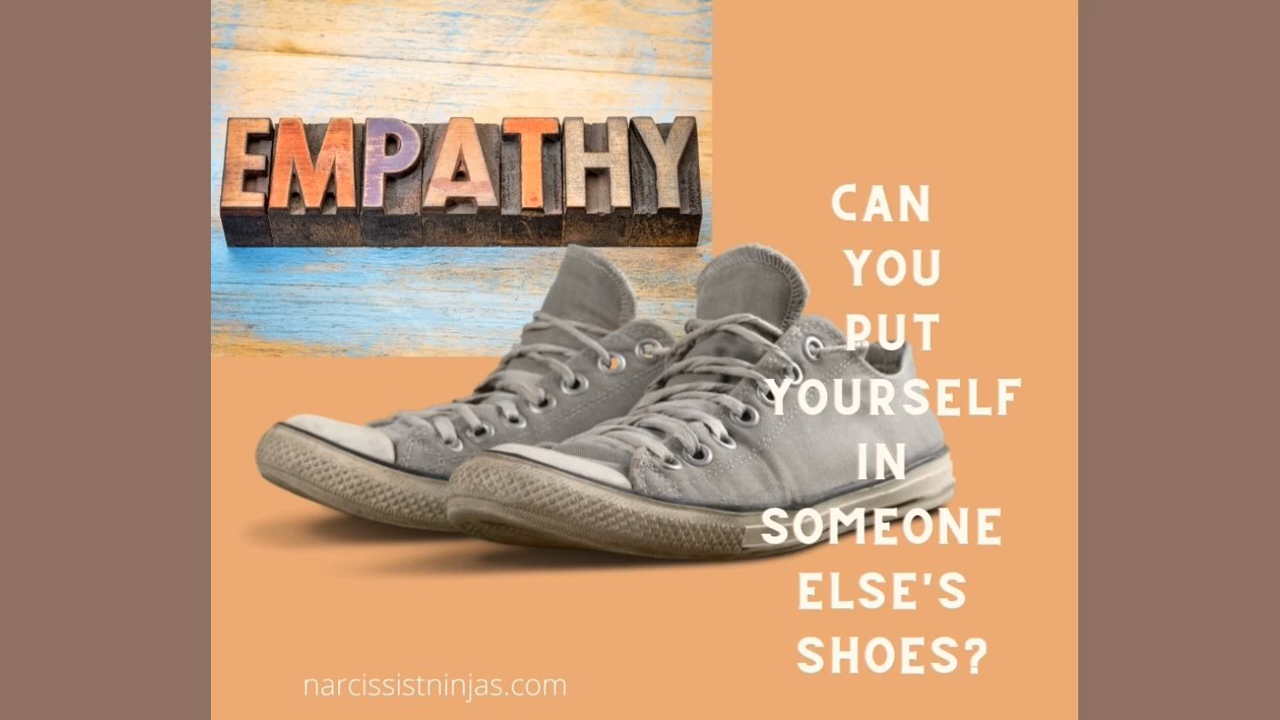 EMPATHY
CAN
YOU
PUT
YOURSELF
IN
SOMEONE
ELSE'S
SHOES?
narcissistninjas.com